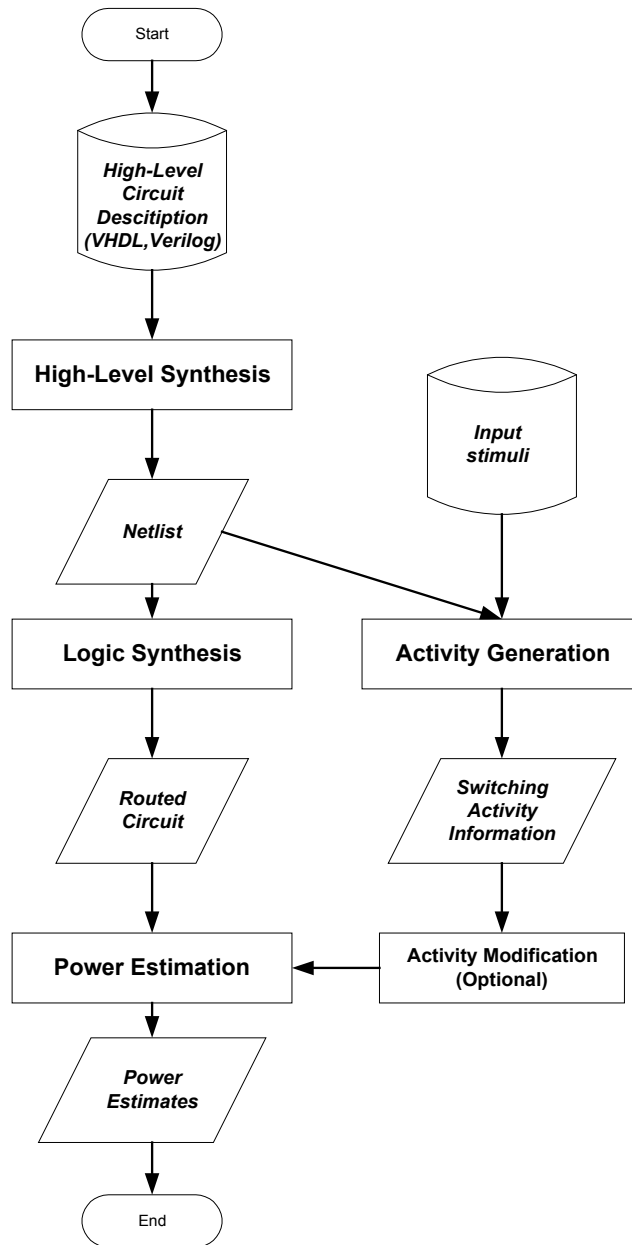 Start
High-Level
Circuit
Descitiption
(VHDL,Verilog)
High-Level Synthesis
Input
stimuli
Netlist
Logic Synthesis
Activity Generation
Routed
Circuit
Switching
Activity
Information
Power Estimation
Activity Modification
(Optional)
Power
Estimates
End